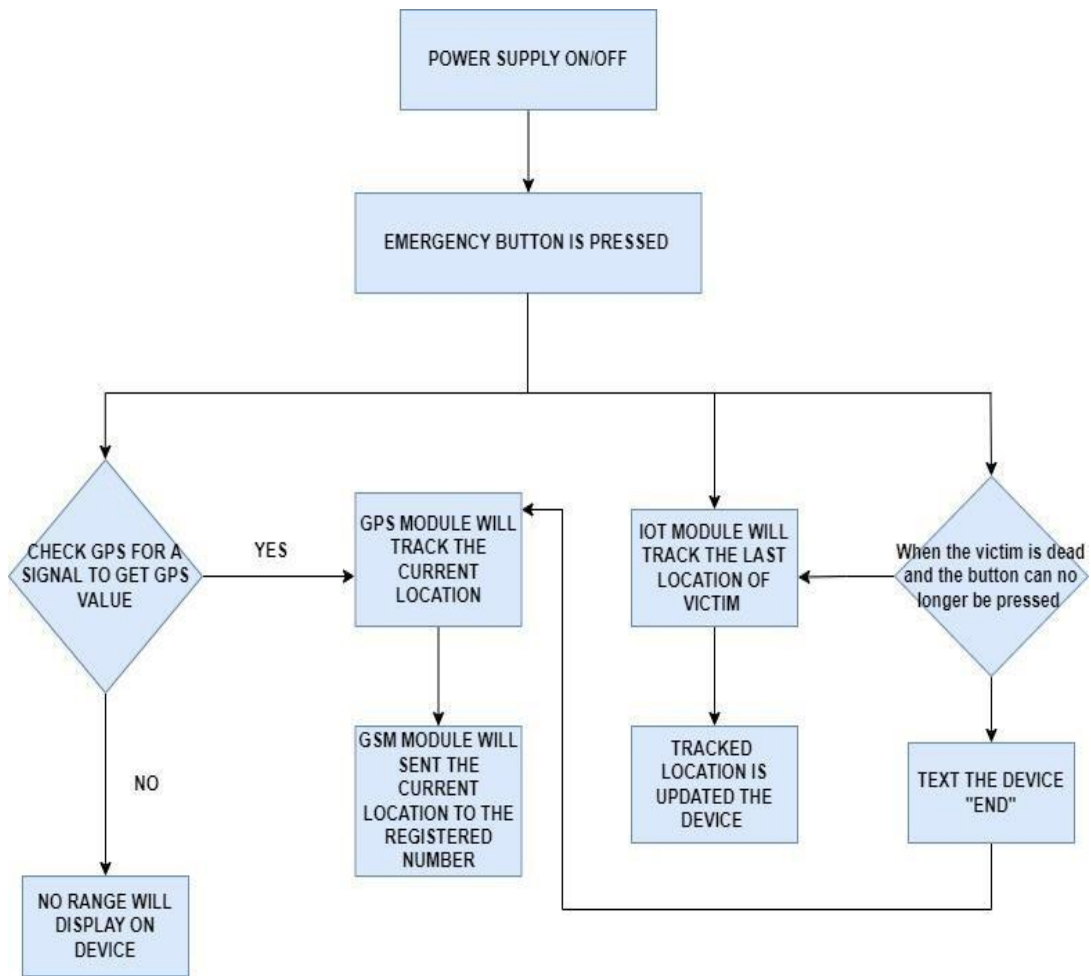 POWER SUPPLY ON/OFF
EMERGENCY BUTTON IS PRESSED
CHECK GPS FOR A
SIGNAL TO GET GPS
VALUE
YES
GPS MODULE WILL
TRACK THE
CURRENT
LOCATION
IOT MODULE WILL
TRACK THE LAST
LOCATION OF
VICTIM
When the victim is dead
and the button can no
longer be pressed
NO
GSM MODULE WILL
SENT THE
CURRENT
LOCATION TO THE
REGISTERED
NUMBER
TRACKED
LOCATION IS
UPDATED THE
DEVICE
TEXT THE DEVICE
"END"
NO RANGE WILL
DISPLAY ON
DEVICE